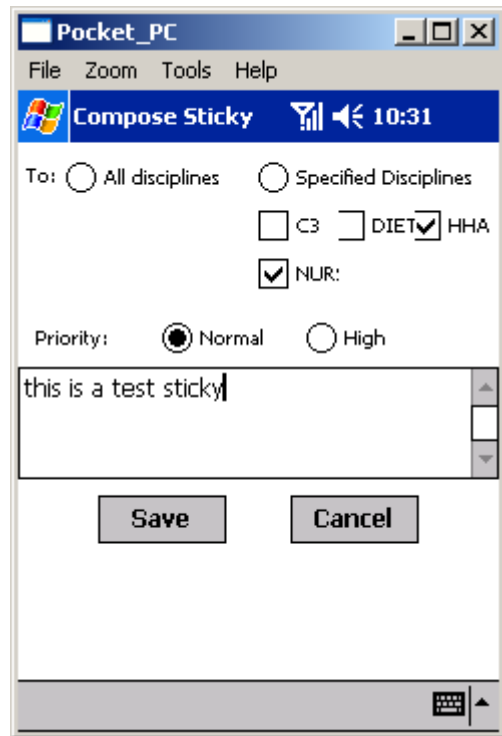 Pocket_PC
File Zoom Tools Help
Compose Sticky 10:31
To: All disciplines Specified Disciplines
C3 DIET HHA
NUR:
Priority: Normal High
this is a test sticky
Save Cancel